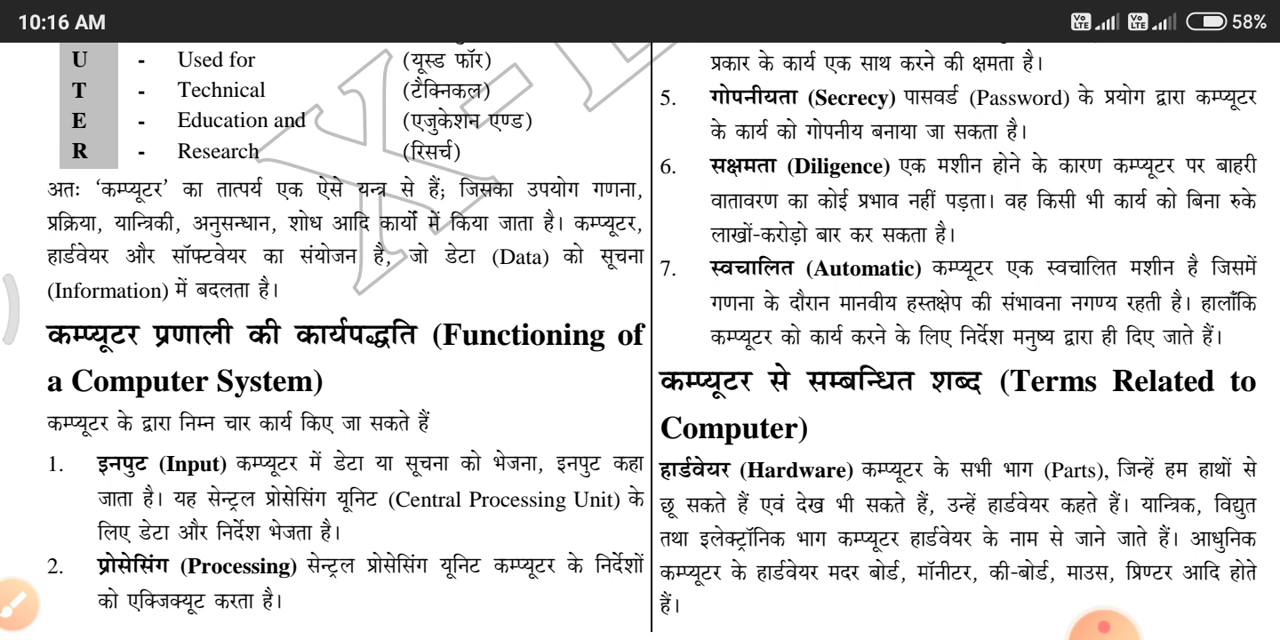 10:16 AM
Vo LTE
Vo LTE
58%
U - Used for (यूस्ड फॉर)
T - Technical (टैक्निकल)
E - Education and (एजुकेशन एण्ड)
R - Research (रिसर्च)
अतः ‘कम्प्यूटर’ का तात्पर्य एक ऐसे यन्त्र से हैं; जिसका उपयोग गणना,
प्रक्रिया, यान्त्रिकी, अनुसन्धान, शोध आदि कार्यों में किया जाता है। कम्प्यूटर,
हार्डवेयर और सॉफ्टवेयर का संयोजन है, जो डेटा (Data) को सूचना
(Information) में बदलता है।
कम्प्यूटर प्रणाली की कार्यपद्धति (Functioning of
a Computer System)
कम्प्यूटर के द्वारा निम्न चार कार्य किए जा सकते हैं
1. इनपुट (Input) कम्प्यूटर में डेटा या सूचना को भेजना, इनपुट कहा
जाता है। यह सेन्ट्रल प्रोसेसिंग यूनिट (Central Processing Unit) के
लिए डेटा और निर्देश भेजता है।
2. प्रोसेसिंग (Processing) सेन्ट्रल प्रोसेसिंग यूनिट कम्प्यूटर के निर्देशों
को एक्जिक्यूट करता है।
प्रकार के कार्य एक साथ करने की क्षमता है।
5. गोपनीयता (Secrecy) पासवर्ड (Password) के प्रयोग द्वारा कम्प्यूटर
के कार्य को गोपनीय बनाया जा सकता है।
6. सक्षमता (Diligence) एक मशीन होने के कारण कम्प्यूटर पर बाहरी
वातावरण का कोई प्रभाव नहीं पड़ता। वह किसी भी कार्य को बिना रुके
लाखों-करोड़ो बार कर सकता है।
7. स्वचालित (Automatic) कम्प्यूटर एक स्वचालित मशीन है जिसमें
गणना के दौरान मानवीय हस्तक्षेप की संभावना नगण्य रहती है। हालाँकि
कम्प्यूटर को कार्य करने के लिए निर्देश मनुष्य द्वारा ही दिए जाते हैं।
कम्प्यूटर से सम्बन्धित शब्द (Terms Related to
Computer)
हार्डवेयर (Hardware) कम्प्यूटर के सभी भाग (Parts), जिन्हें हम हाथों से
छू सकते हैं एवं देख भी सकते हैं, उन्हें हार्डवेयर कहते हैं। यान्त्रिक, विद्युत
तथा इलेक्ट्रॉनिक भाग कम्प्यूटर हार्डवेयर के नाम से जाने जाते हैं। आधुनिक
कम्प्यूटर के हार्डवेयर मदर बोर्ड, मॉनीटर, की-बोर्ड, माउस, प्रिण्टर आदि होते
हैं।